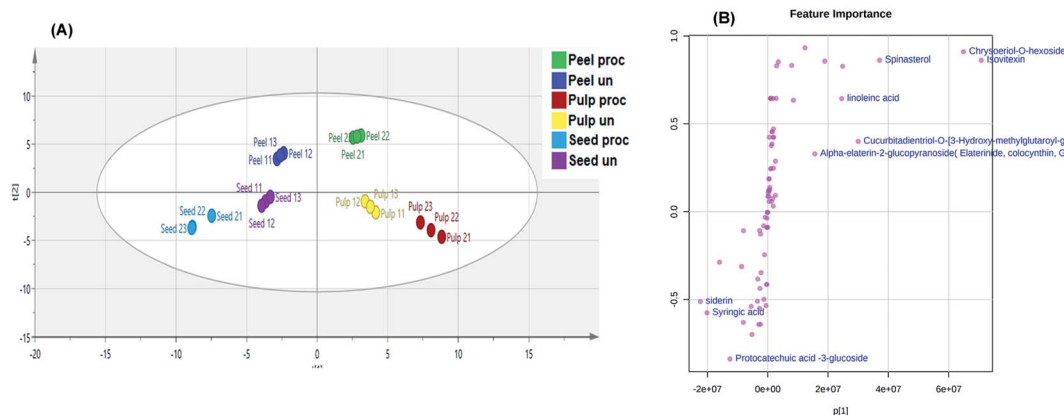 (A)
Peel proc
Peel un
Pulp proc
Pulp un
Seed proc
Seed un
10
5
0
-5
-10
-15
t[2]
-20
-15
-10
-5
0
5
10
15
Peel 13
Peel 12
Peel 11
Peel 22
Peel 21
Seed 11
Seed 13
Seed 12
Seed 22
Seed 21
Seed 23
Pulp 13
Pulp 12
Pulp 11
Pulp 23
Pulp 22
Pulp 21
(B)
Feature Importance
1.0
0.5
0.0
-0.5
Chrysoeriol-O-hexoside
Isovitexin
Spinasterol
linoleinc acid
Cucurbitadientriol-O-[3-Hydroxy-methylglutaroyl-g
Alpha-elaterin-2-glucopyranoside( Elaterinide, colocynthin, G
siderin
Syringic acid
Protocatechuic acid -3-glucoside
-2e+07
0e+00
2e+07
4e+07
6e+07
p[1]